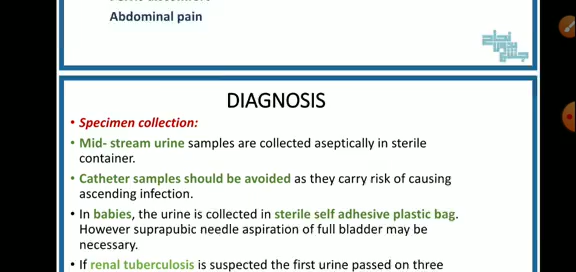 Abdominal pain
DIAGNOSIS
• Specimen collection:
• Mid- stream urine samples are collected aseptically in sterile
container.
• Catheter samples should be avoided as they carry risk of causing
ascending infection.
• In babies, the urine is collected in sterile self adhesive plastic bag.
However suprapubic needle aspiration of full bladder may be
necessary.
• If renal tuberculosis is suspected the first urine passed on three